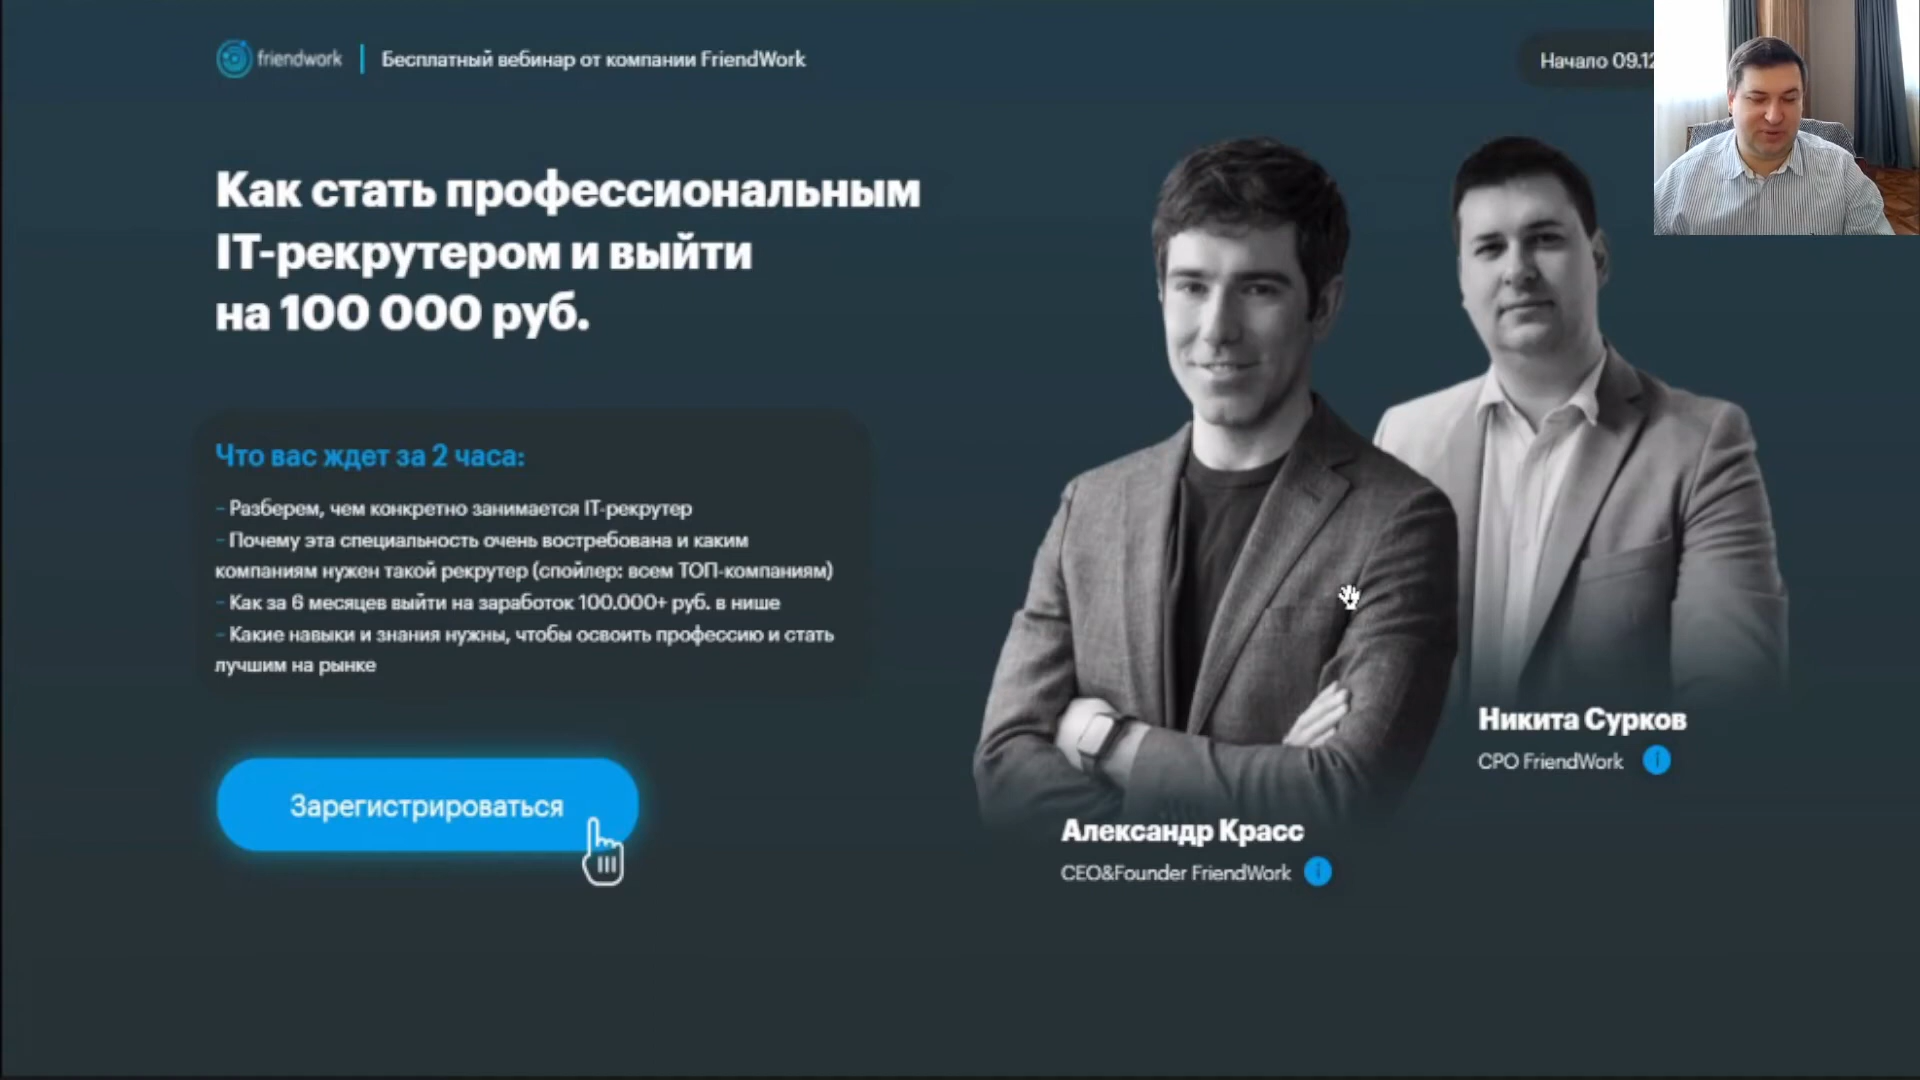 friendwork
Бесплатный вебинар от компании FriendWork
Начало 09.12
Как стать профессиональным
IT-рекрутером и выйти
на 100 000 руб.
Что вас ждет за 2 часа:
- Разберем, чем конкретно занимается IT-рекрутер
- Почему эта специальность очень востребована и каким
компаниям нужен такой рекрутер (спойлер: всем ТОП-компаниям)
- Как за 6 месяцев выйти на заработок 100.000+ руб. в нише
- Какие навыки и знания нужны, чтобы освоить профессию и стать
лучшим на рынке
Зарегистрироваться
Никита Сурков
CPO FriendWork
Александр Красс
CEO&Founder FriendWork